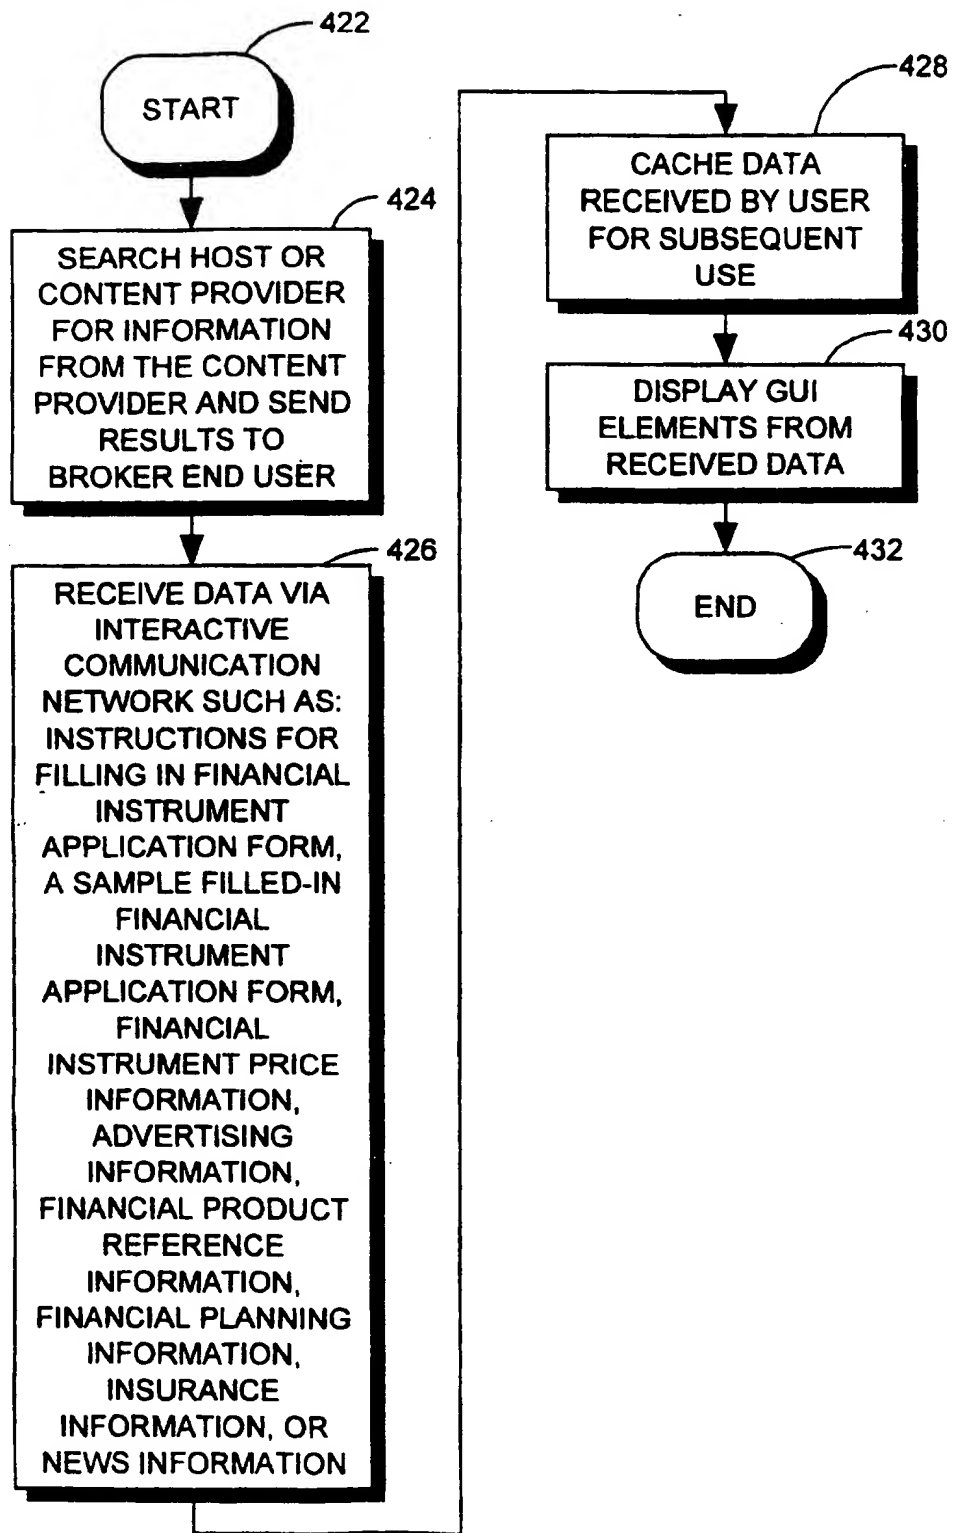 422
START
424
SEARCH HOST OR
CONTENT PROVIDER
FOR INFORMATION
FROM THE CONTENT
PROVIDER AND SEND
RESULTS TO
BROKER END USER
426
RECEIVE DATA VIA
INTERACTIVE
COMMUNICATION
NETWORK SUCH AS:
INSTRUCTIONS FOR
FILLING IN FINANCIAL
INSTRUMENT
APPLICATION FORM,
A SAMPLE FILLED-IN
FINANCIAL
INSTRUMENT
APPLICATION FORM,
FINANCIAL
INSTRUMENT PRICE
INFORMATION,
ADVERTISING
INFORMATION,
FINANCIAL PRODUCT
REFERENCE
INFORMATION,
FINANCIAL PLANNING
INFORMATION,
INSURANCE
INFORMATION, OR
NEWS INFORMATION
428
CACHE DATA
RECEIVED BY USER
FOR SUBSEQUENT
USE
430
DISPLAY GUI
ELEMENTS FROM
RECEIVED DATA
432
END